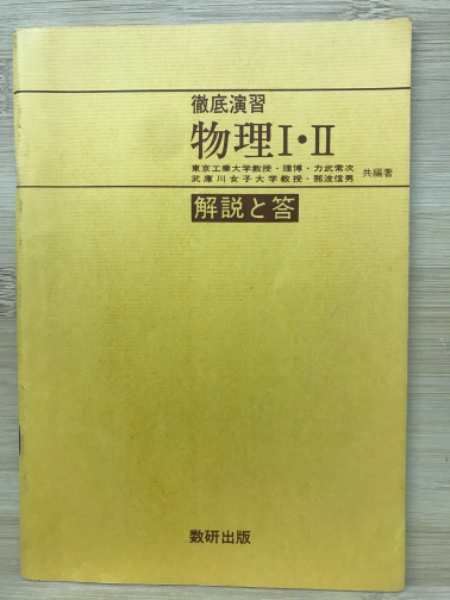 徹底演習
物理I・II
東京工業大学教授・理博・力武常次
武庫川女子大学教授・都波信男
共編著
解説と答
数研出版